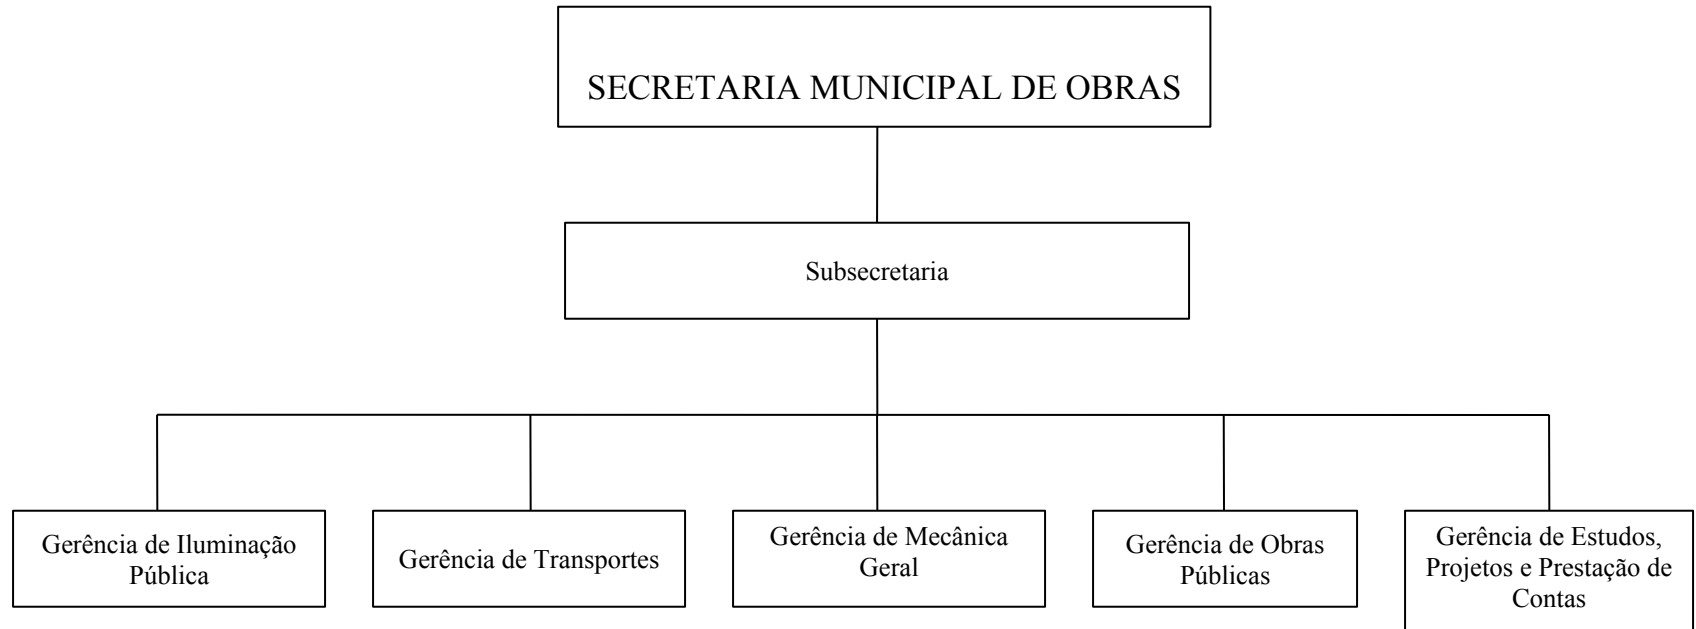 SECRETARIA MUNICIPAL DE OBRAS
Subsecretaria
Gerência de Iluminação
Pública
Gerência de Transportes
Gerência de Mecânica
Geral
Gerência de Obras
Públicas
Gerência de Estudos,
Projetos e Prestação de
Contas